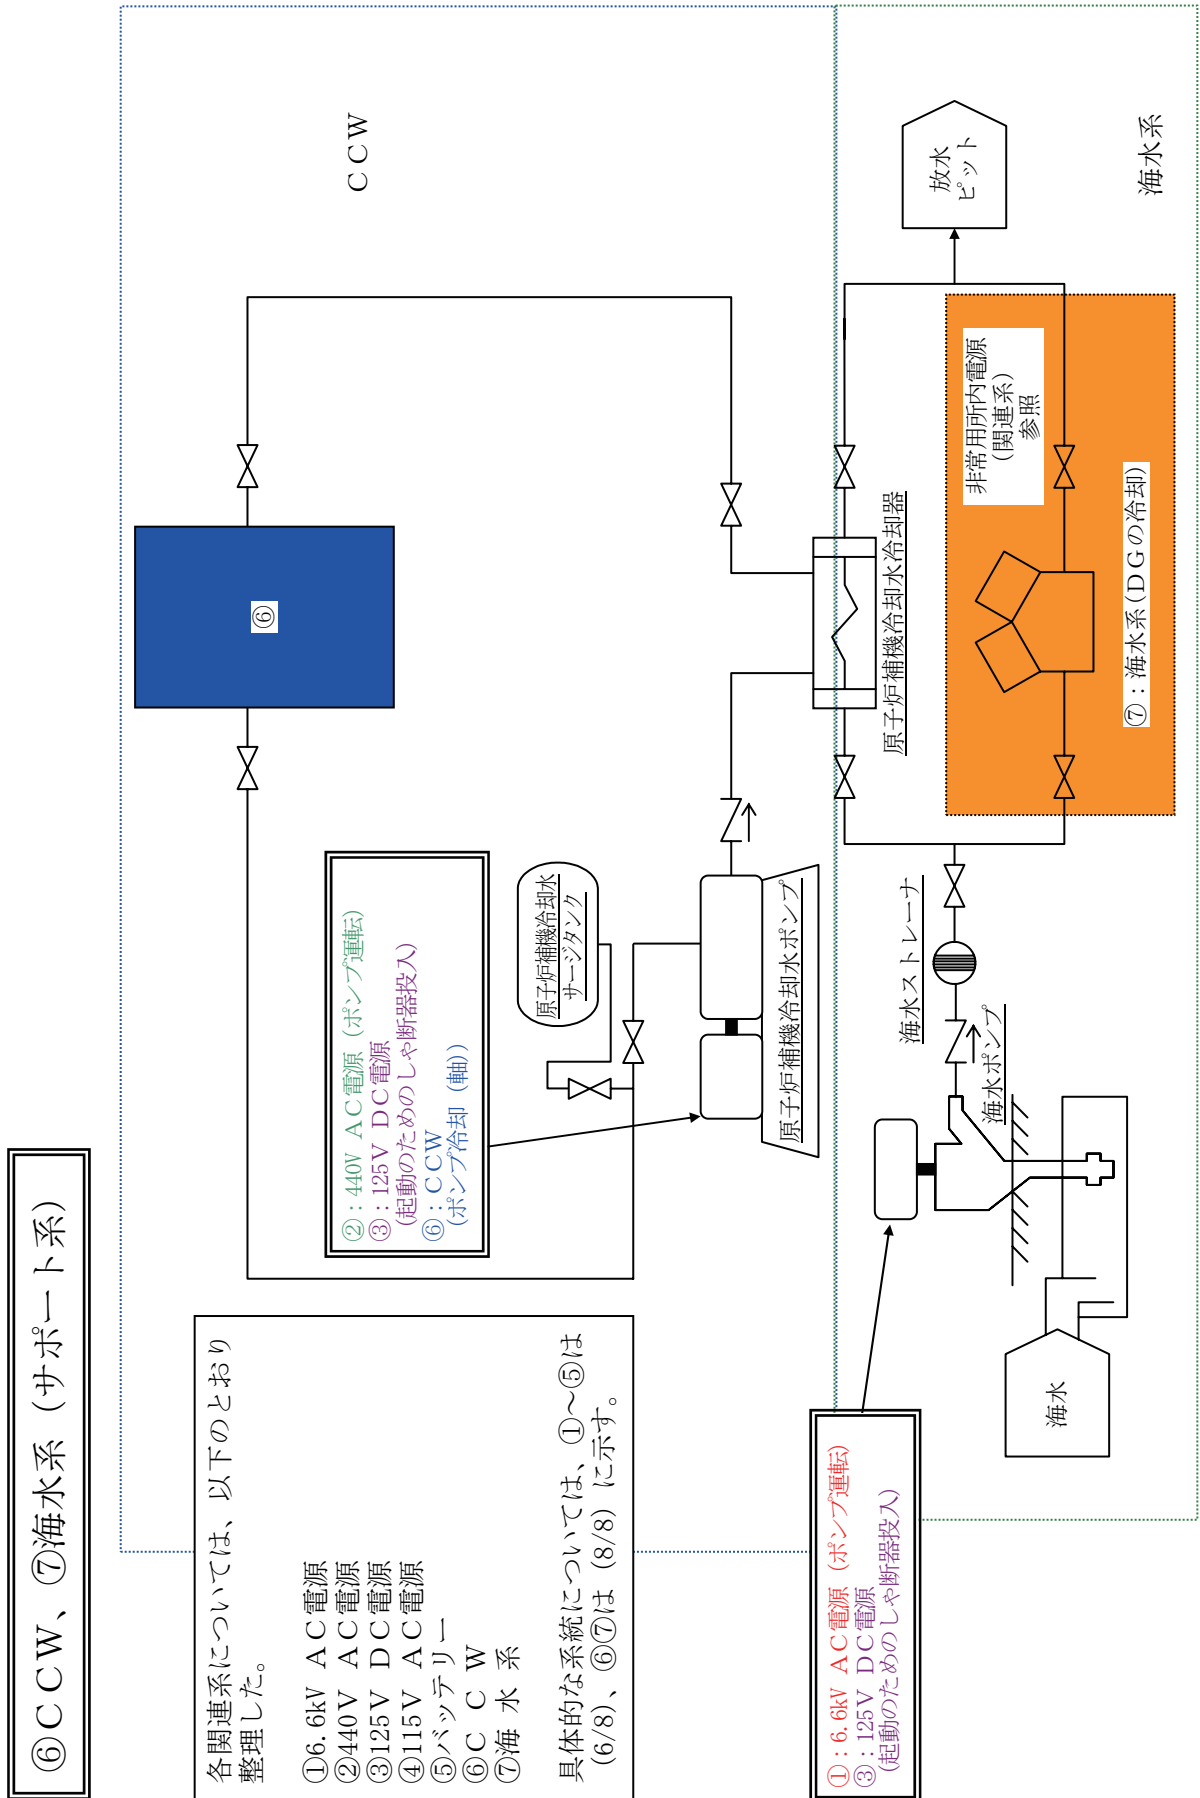 ⑥ＣＣＷ、⑦海水系（サポート系）
各関連系については、以下のとおり
整理した。
①6.6kV ＡＣ電源
②440V ＡＣ電源
③125V ＤＣ電源
④115V ＡＣ電源
⑤バッテリー
⑥Ｃ Ｃ Ｗ
⑦海 水 系
具体的な系統については、①～⑤は
(6/8)、⑥⑦は (8/8) に示す。
ＣＣＷ
⑥
②：440V ＡＣ電源（ポンプ運転）
③：125V ＤＣ電源
(起動のためのしゃ断器投入)
⑥：ＣＣＷ
(ポンプ冷却（軸）)
原子炉補機冷却水
サージタンク
原子炉補機冷却水ポンプ
原子炉補機冷却水冷却器
①：6.6kV ＡＣ電源（ポンプ運転）
③：125V ＤＣ電源
(起動のためのしゃ断器投入)
海水
海水ポンプ
海水ストレーナ
非常用所内電源
(関連系)
参照
⑦：海水系(ＤＧの冷却)
放水
ピット
海水系